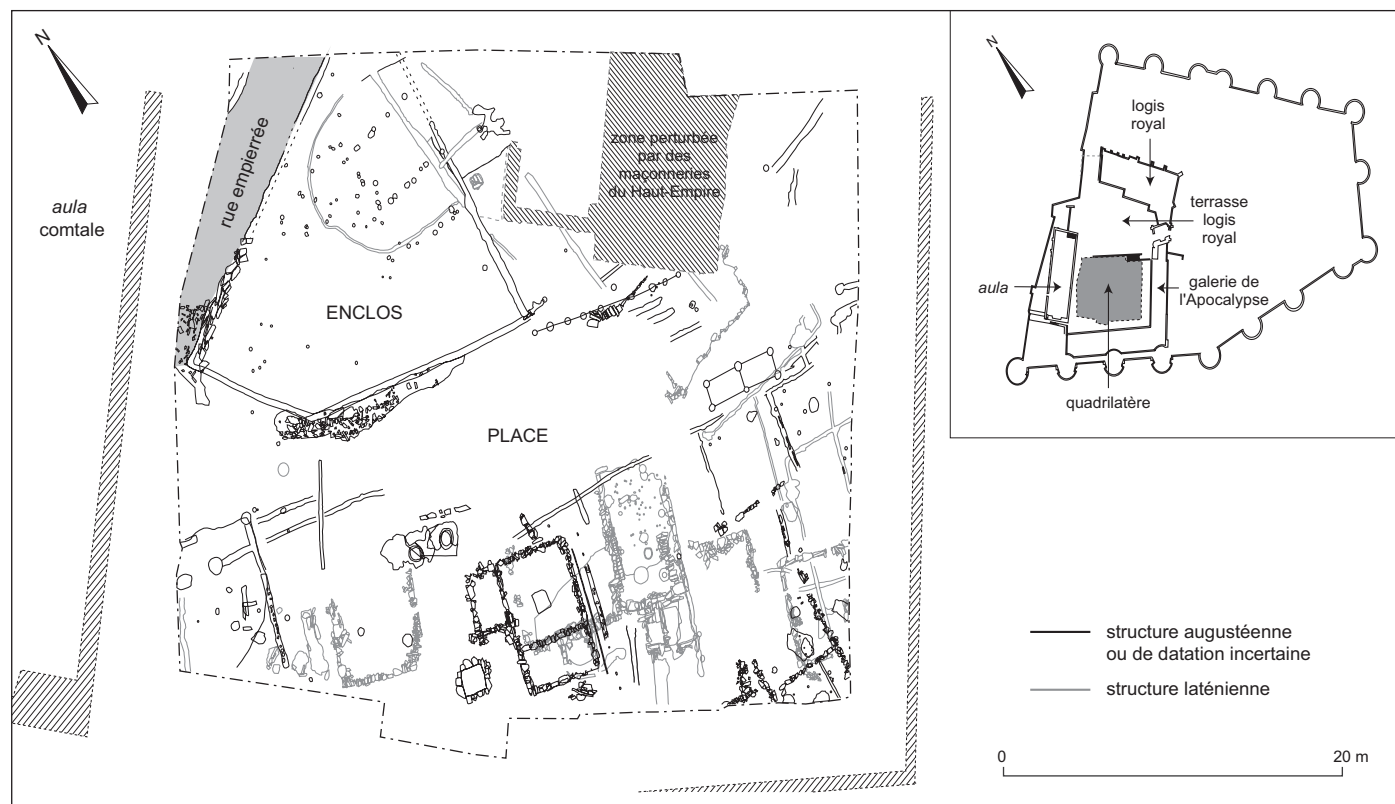 N
aula
comtale
rue empierrée
ENCLOS
PLACE
zone perturbée
par des
maçonneries
du Haut-Empire
N
logis
royal
terrasse
logis
royal
aula
galerie de
l'Apocalypse
quadrilatère
structure augustéenne
ou de datation incertaine
structure laténienne
0 20 m